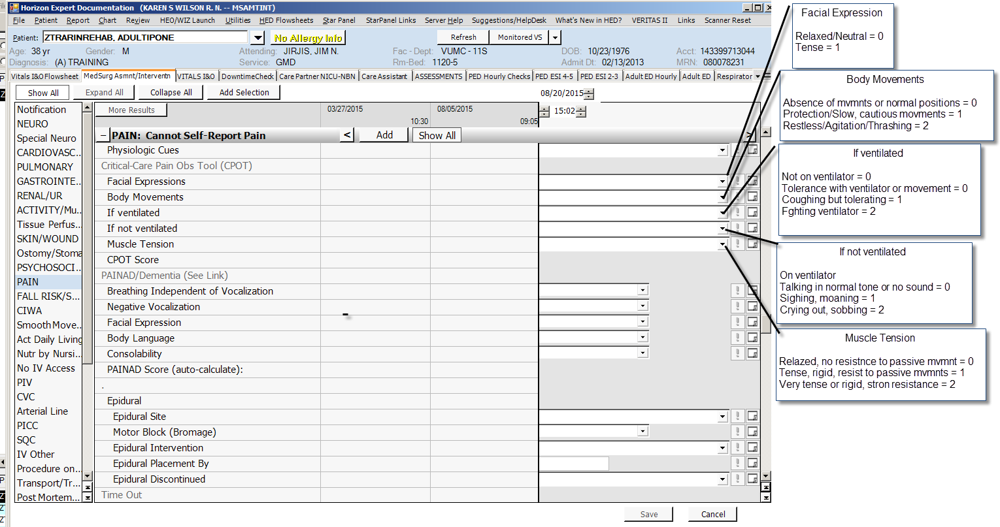 Horizon Expert Documentation (KAREN S WILSON R. N. -- MSAMTINT)
File Patient Report Chart Review HEO/WIZ Launch Utilities HED Flowsheets Star Panel StarPanel Links Server Help Suggestions/HelpDesk What's New in HED? VERITAS II Links Scanner Reset
Patient: ZTRARINREHAB, ADULTIPONE No Allergy Info Refresh Monitored VS
Age: 38 yr Gender: M Attending: JIRJIS, JIM N. Fac - Dept: VUMC - 11S DOB: 10/23/1976 Acct: 143399713044
Diagnosis: (A) TRAINING Service: GMD Rm-Bed: 1120-5 Admit Dt: 02/13/2013 MRN: 080078231
Vitals I&O Flowsheet MedSurg Asmnt/Interventn VITALS I&O DowntimeCheck Care Partner NICU-NBN Care Assistant ASSESSMENTS PED Hourly Checks PED ESI 4-5 PED ESI 2-3 Adult ED Hourly Adult ED Respirator
Show All Expand All Collapse All Add Selection 08/20/2015
Notification
NEURO
Special Neuro
CARDIOVASC...
PULMONARY
GASTROINTE...
RENAL/UR
ACTIVITY/Mu...
Tissue Perfus...
SKIN/WOUND
Ostomy/Stoma
PSYCHOSOCI...
PAIN
FALL RISK/S...
CIWA
Smooth Move...
Act Daily Living
Nutr by Nursi...
No IV Access
PIV
CVC
Arterial Line
PICC
SQC
IV Other
Procedure on...
Transport/Tr...
Post Mortem...
More Results 03/27/2015 08/05/2015 15:02
10:30 09:05
– PAIN: Cannot Self-Report Pain < Add Show All >
Physiologic Cues
Critical-Care Pain Obs Tool (CPOT)
Facial Expressions
Body Movements
If ventilated
If not ventilated
Muscle Tension
CPOT Score
PAINAD/Dementia (See Link)
Breathing Independent of Vocalization
Negative Vocalization
Facial Expression
Body Language
Consolability
PAINAD Score (auto-calculate):
.
Epidural
Epidural Site
Motor Block (Bromage)
Epidural Intervention
Epidural Placement By
Epidural Discontinued
Time Out
Save Cancel
Facial Expression
Relaxed/Neutral = 0
Tense = 1
Body Movements
Absence of mvmnts or normal positions = 0
Protection/Slow, cautious movments = 1
Restless/Agitation/Thrashing = 2
If ventilated
Not on ventilator = 0
Tolerance with ventilator or movement = 0
Coughing but tolerating = 1
Fghting ventilator = 2
If not ventilated
On ventilator
Talking in normal tone or no sound = 0
Sighing, moaning = 1
Crying out, sobbing = 2
Muscle Tension
Relazed, no resistnce to passive mvmnt = 0
Tense, rigid, resist to passive mvmnts = 1
Very tense or rigid, stron resistance = 2